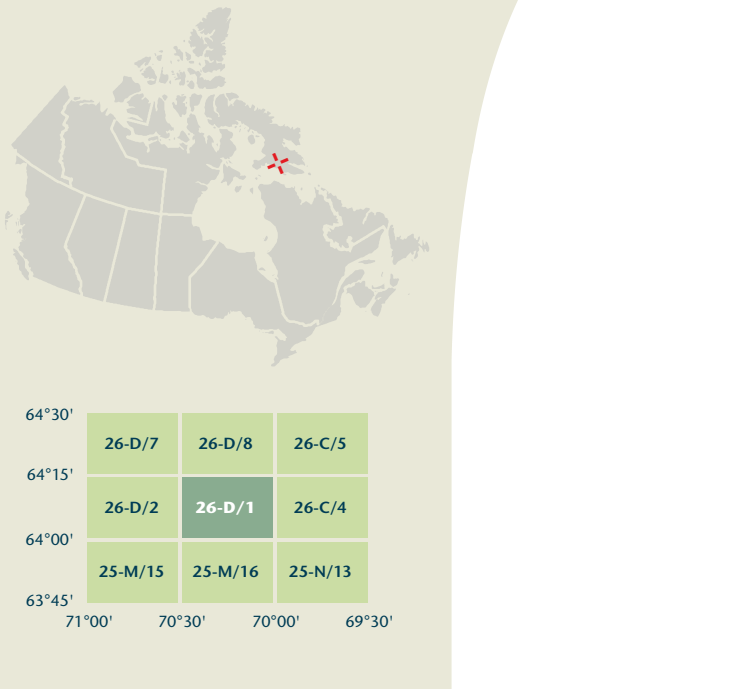 64°30'
26-D/7 26-D/8 26-C/5
64°15'
26-D/2 26-D/1 26-C/4
64°00'
25-M/15 25-M/16 25-N/13
63°45'
71°00' 70°30' 70°00' 69°30'